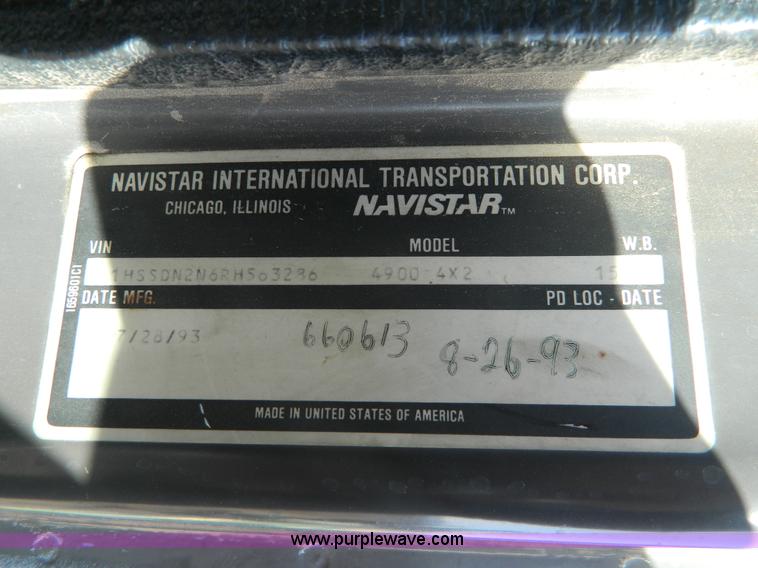 NAVISTAR INTERNATIONAL TRANSPORTATION CORP.
CHICAGO, ILLINOIS NAVISTAR™
VIN MODEL W.B.
1HSSDN2N6RH563286 4900 4X2 15
1659601C1
DATE MFG. PD LOC - DATE
7/28/93 660613 8-26-93
MADE IN UNITED STATES OF AMERICA
www.purplewave.com